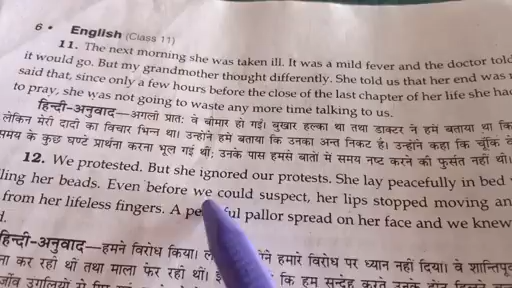 6 • English (Class 11)
11. The next morning she was taken ill. It was a mild fever and the doctor told
it would go. But my grandmother thought differently. She told us that her end was
said that, since only a few hours before the close of the last chapter of her life she had
to pray, she was not going to waste any more time talking to us.
हिन्दी-अनुवाद—अगली प्रात: वे बीमार हो गईं। बुखार हल्का था तथा डाक्टर ने हमें बताया था कि
लेकिन मेरी दादी का विचार भिन्न था। उन्होंने हमें बताया कि उनका अन्त निकट है। उन्होंने कहा कि चूँकि वे
समय के कुछ घण्टे प्रार्थना करना भूल गई थीं, उनके पास हमसे बातों में समय नष्ट करने की फुर्सत नहीं थी।
12. We protested. But she ignored our protests. She lay peacefully in bed
ling her beads. Even before we could suspect, her lips stopped moving an
from her lifeless fingers. A pe ful pallor spread on her face and we knew
d.
हिन्दी-अनुवाद—हमने विरोध किया। हमारे विरोध पर ध्यान नहीं दिया। वे शान्तिपू
ना कर रही थीं तथा माला फेर रही थीं। कि हम सन्देह करते उनके होंठ
उंगलियों से